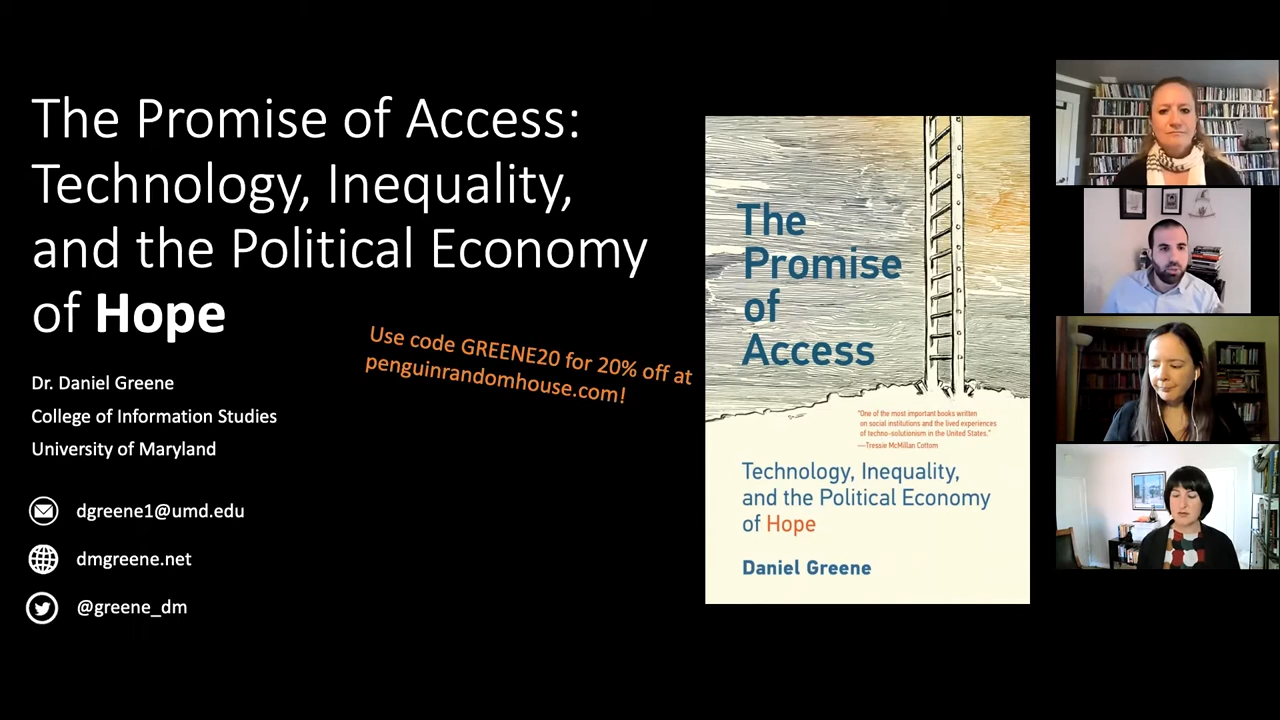 The Promise of Access:
Technology, Inequality,
and the Political Economy
of Hope
Use code GREENE20 for 20% off at
penguinrandomhouse.com!
Dr. Daniel Greene
College of Information Studies
University of Maryland
dgreene1@umd.edu
dmgreene.net
@greene_dm
The
Promise
of
Access
"One of the most important books written
on social institutions and the lived experiences
of techno-solutionism in the United States."
—Tressie McMillan Cottom
Technology, Inequality,
and the Political Economy
of Hope
Daniel Greene